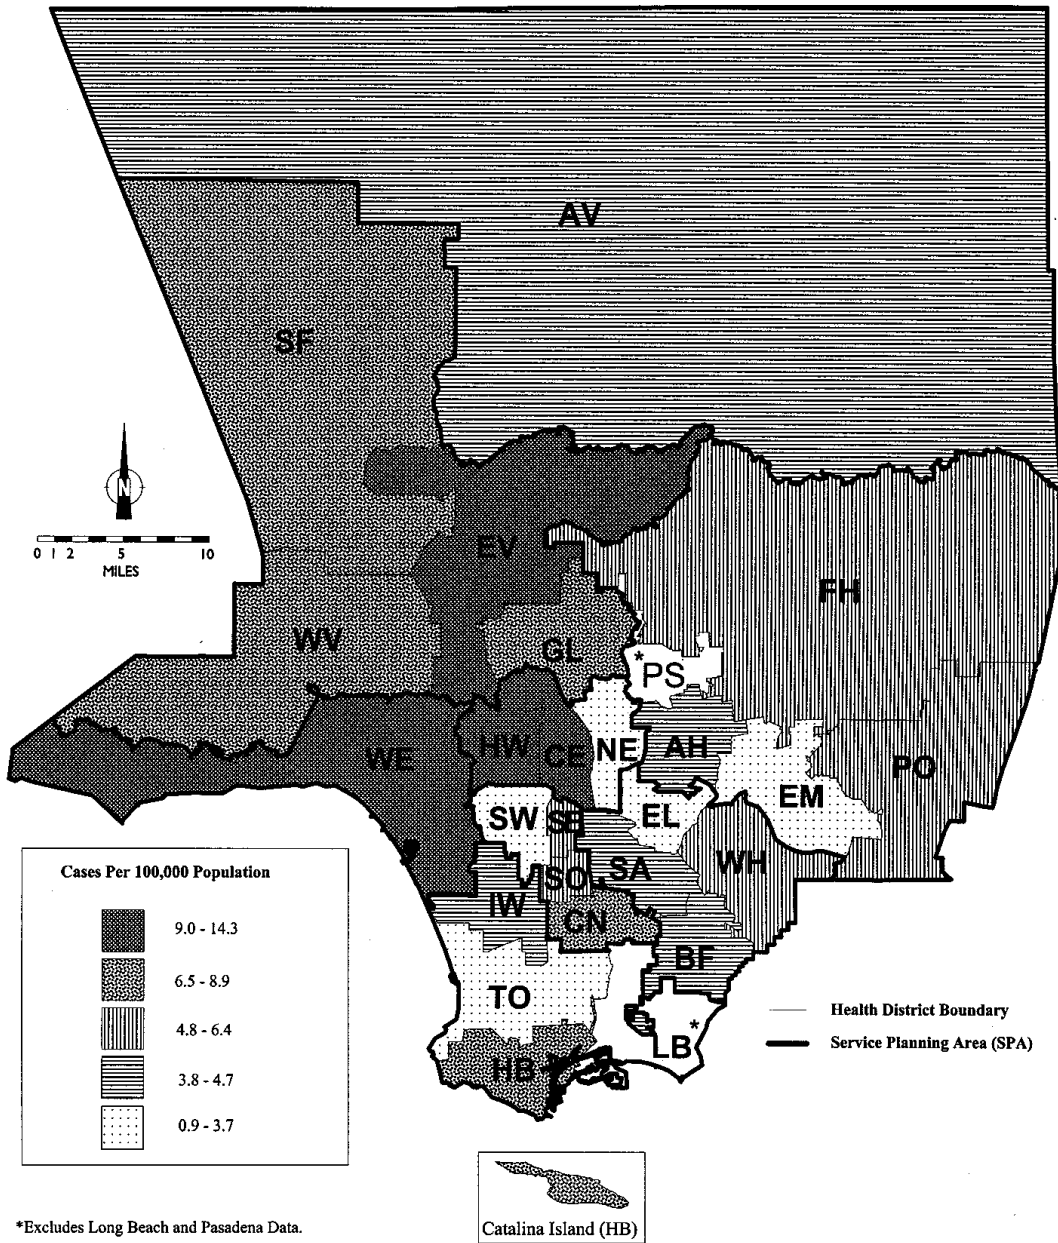 AV
SF
N
0 1 2 5 10
MILES
EV
FH
WV
GL
*
PS
HW
CE
NE
AH
WE
PO
EM
SW
SE
EL
WH
SA
SO
IW
CN
BF
TO
*
LB
HB
Cases Per 100,000 Population
9.0 - 14.3
6.5 - 8.9
4.8 - 6.4
3.8 - 4.7
0.9 - 3.7
Health District Boundary
Service Planning Area (SPA)
Catalina Island (HB)
*Excludes Long Beach and Pasadena Data.